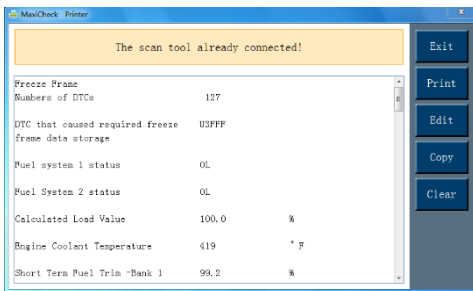 MaxiCheck Printer
The scan tool already connected!
Exit
Print
Edit
Copy
Clear
Freeze Frame
Numbers of DTCs 127
DTC that caused required freeze U3FFF
frame data storage
Fuel system 1 status OL
Fuel System 2 status OL
Calculated Load Value 100.0 %
Engine Coolant Temperature 419 ° F
Short Term Fuel Trim -Bank 1 99.2 %